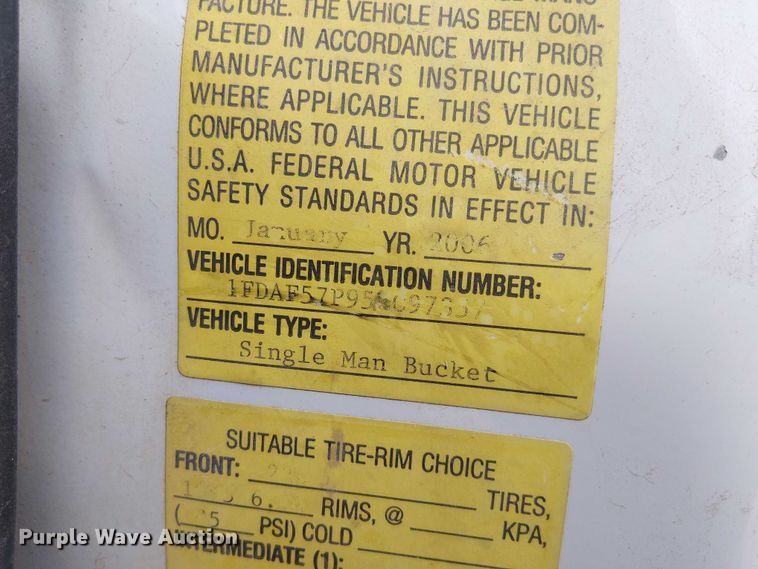 FACTURE. THE VEHICLE HAS BEEN COM-
PLETED IN ACCORDANCE WITH PRIOR
MANUFACTURER'S INSTRUCTIONS,
WHERE APPLICABLE. THIS VEHICLE
CONFORMS TO ALL OTHER APPLICABLE
U.S.A. FEDERAL MOTOR VEHICLE
SAFETY STANDARDS IN EFFECT IN:
MO. January YR. 2006
VEHICLE IDENTIFICATION NUMBER:
VEHICLE TYPE:
Single Man Bucket
SUITABLE TIRE-RIM CHOICE
FRONT: TIRES,
RIMS, @ KPA,
PSI) COLD
INTERMEDIATE (1):
Purple Wave Auction